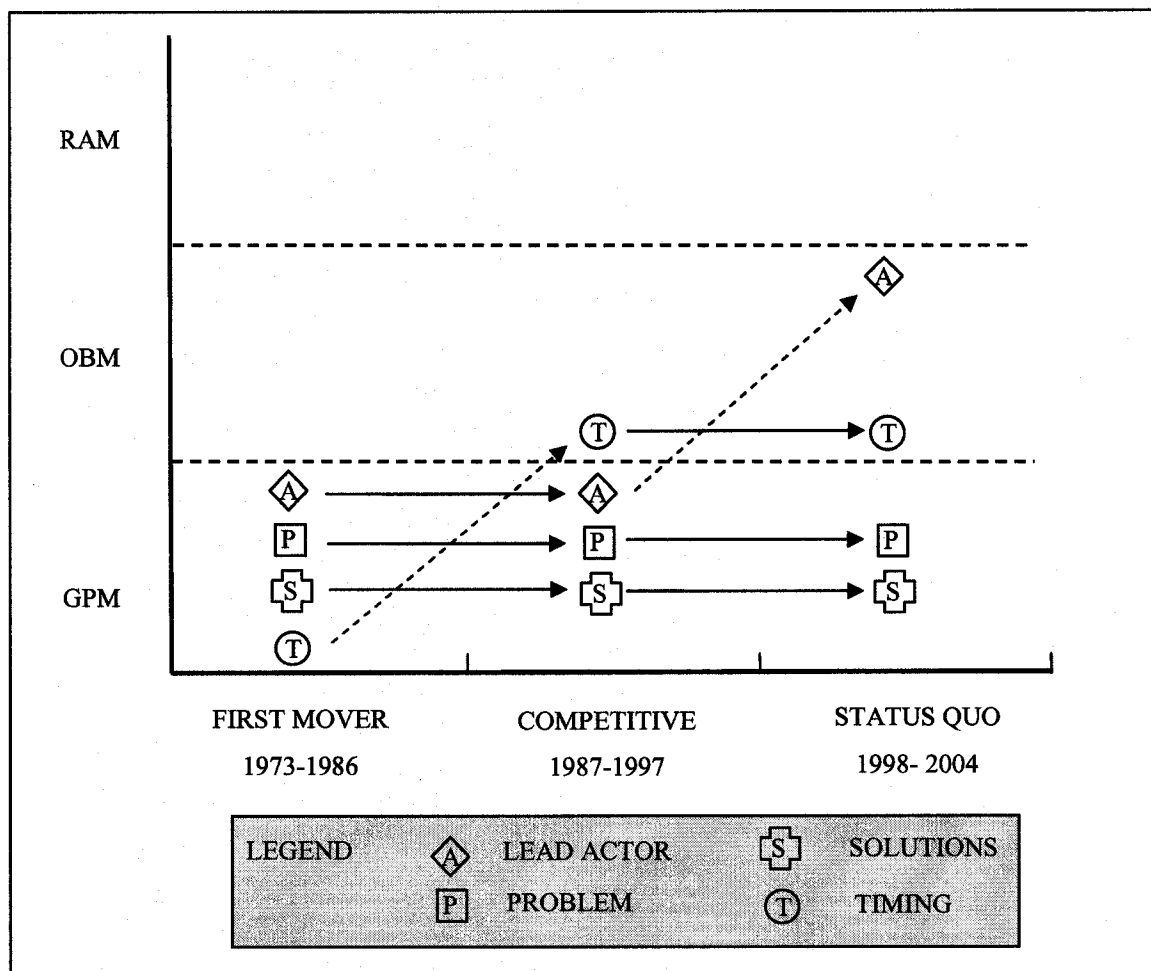 RAM
A
OBM
T T
A A
P P P
GPM S S S
T
FIRST MOVER COMPETITIVE STATUS QUO
1973-1986 1987-1997 1998- 2004
LEGEND A LEAD ACTOR S SOLUTIONS
P PROBLEM T TIMING